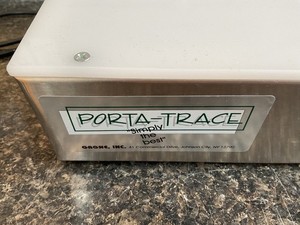 PORTA-TRACE
"Simply
the
best"
GAGNE, INC.